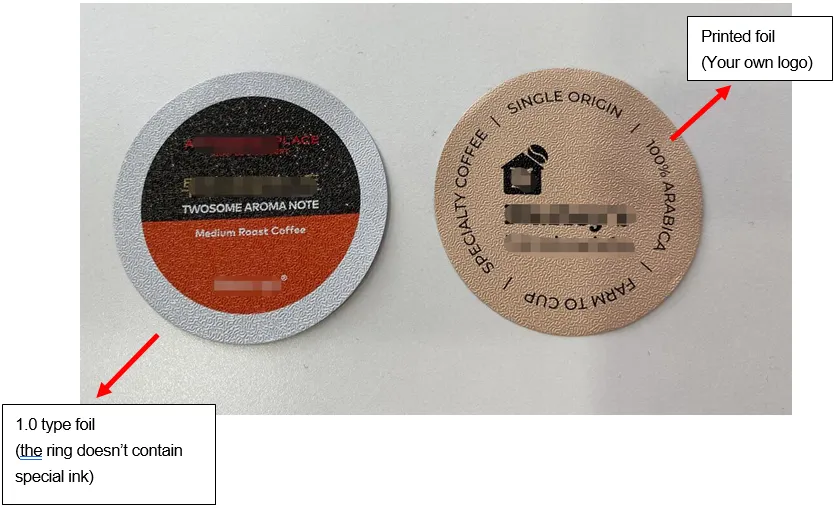 Printed foil
(Your own logo)
TWOSOME AROMA NOTE
Medium Roast Coffee
®
SPECIALTY COFFEE | SINGLE ORIGIN | 100% ARABICA | FARM TO CUP |
1.0 type foil
(the ring doesn’t contain
special ink)